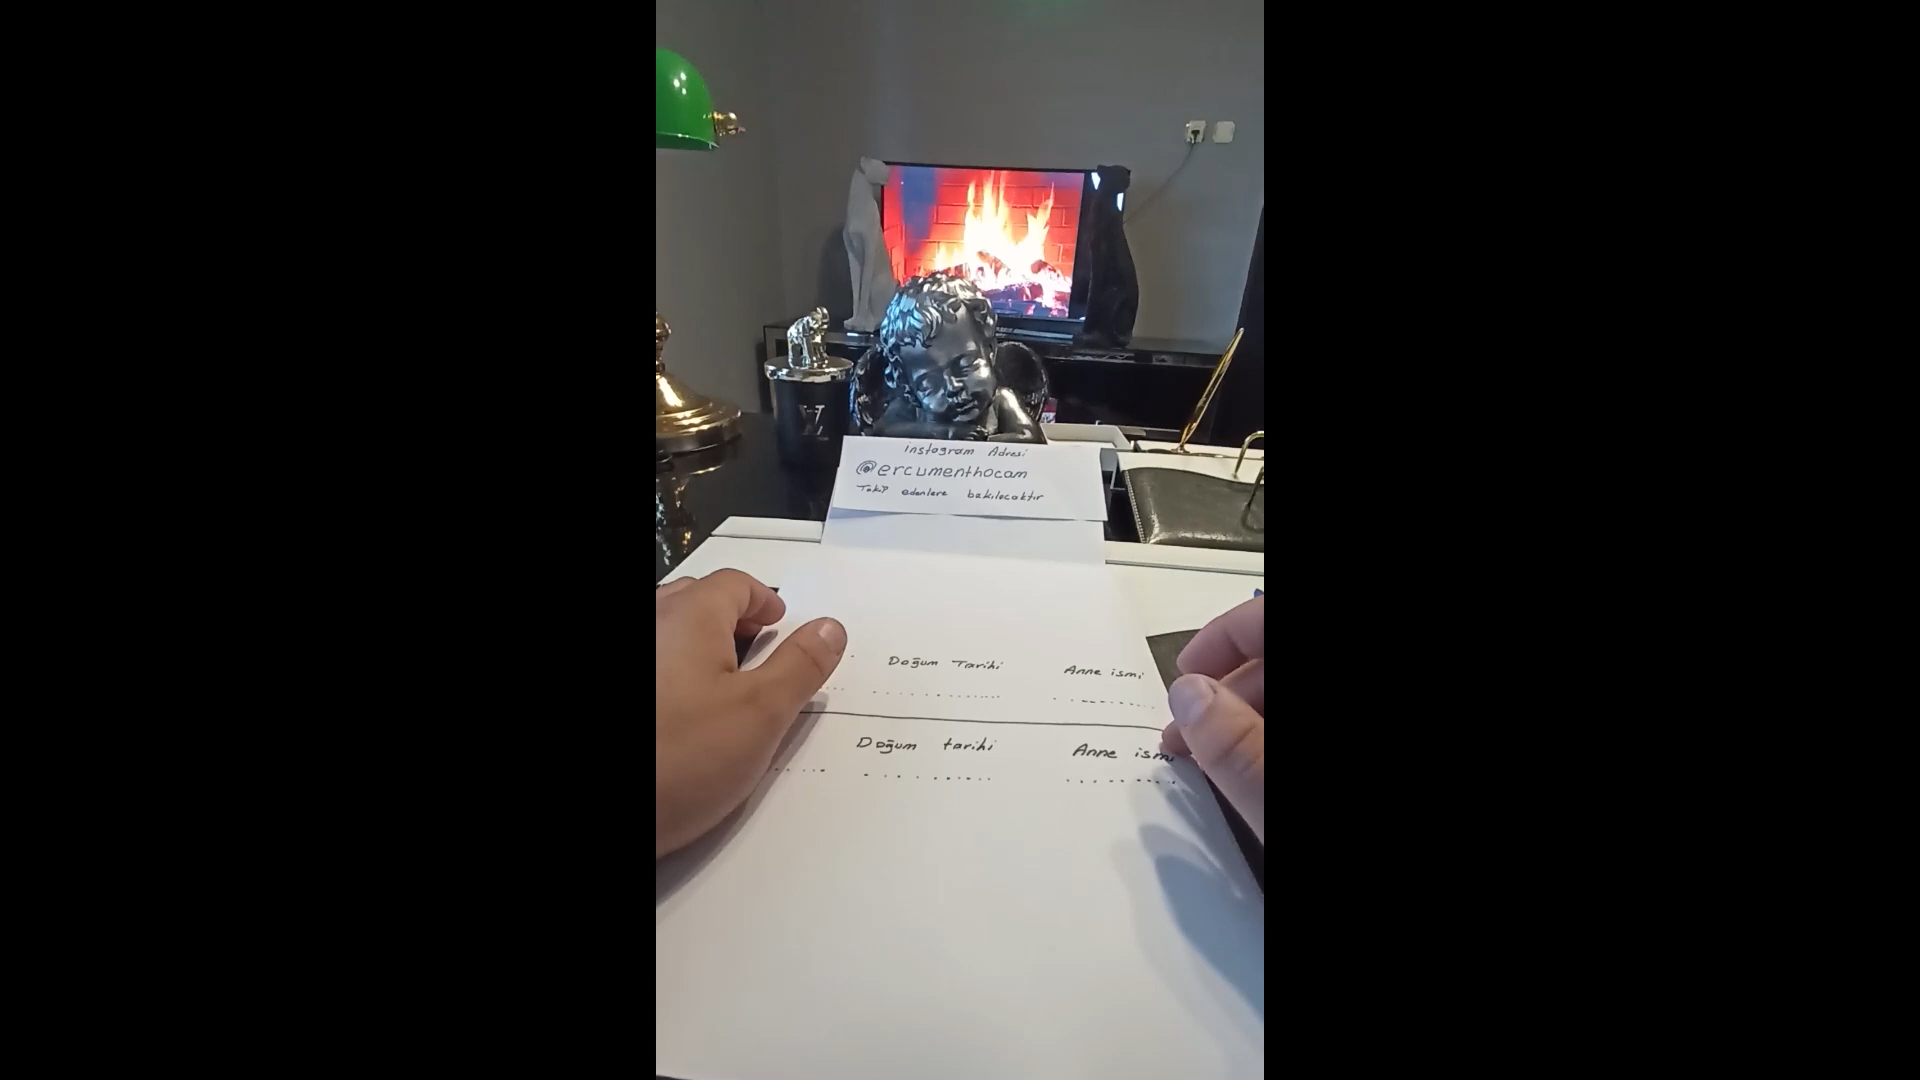 instagram Adresi
@ercumenthocam
Takip edenlere bakılacaktır
Doğum Tarihi Anne ismi
Doğum tarihi Anne ismi